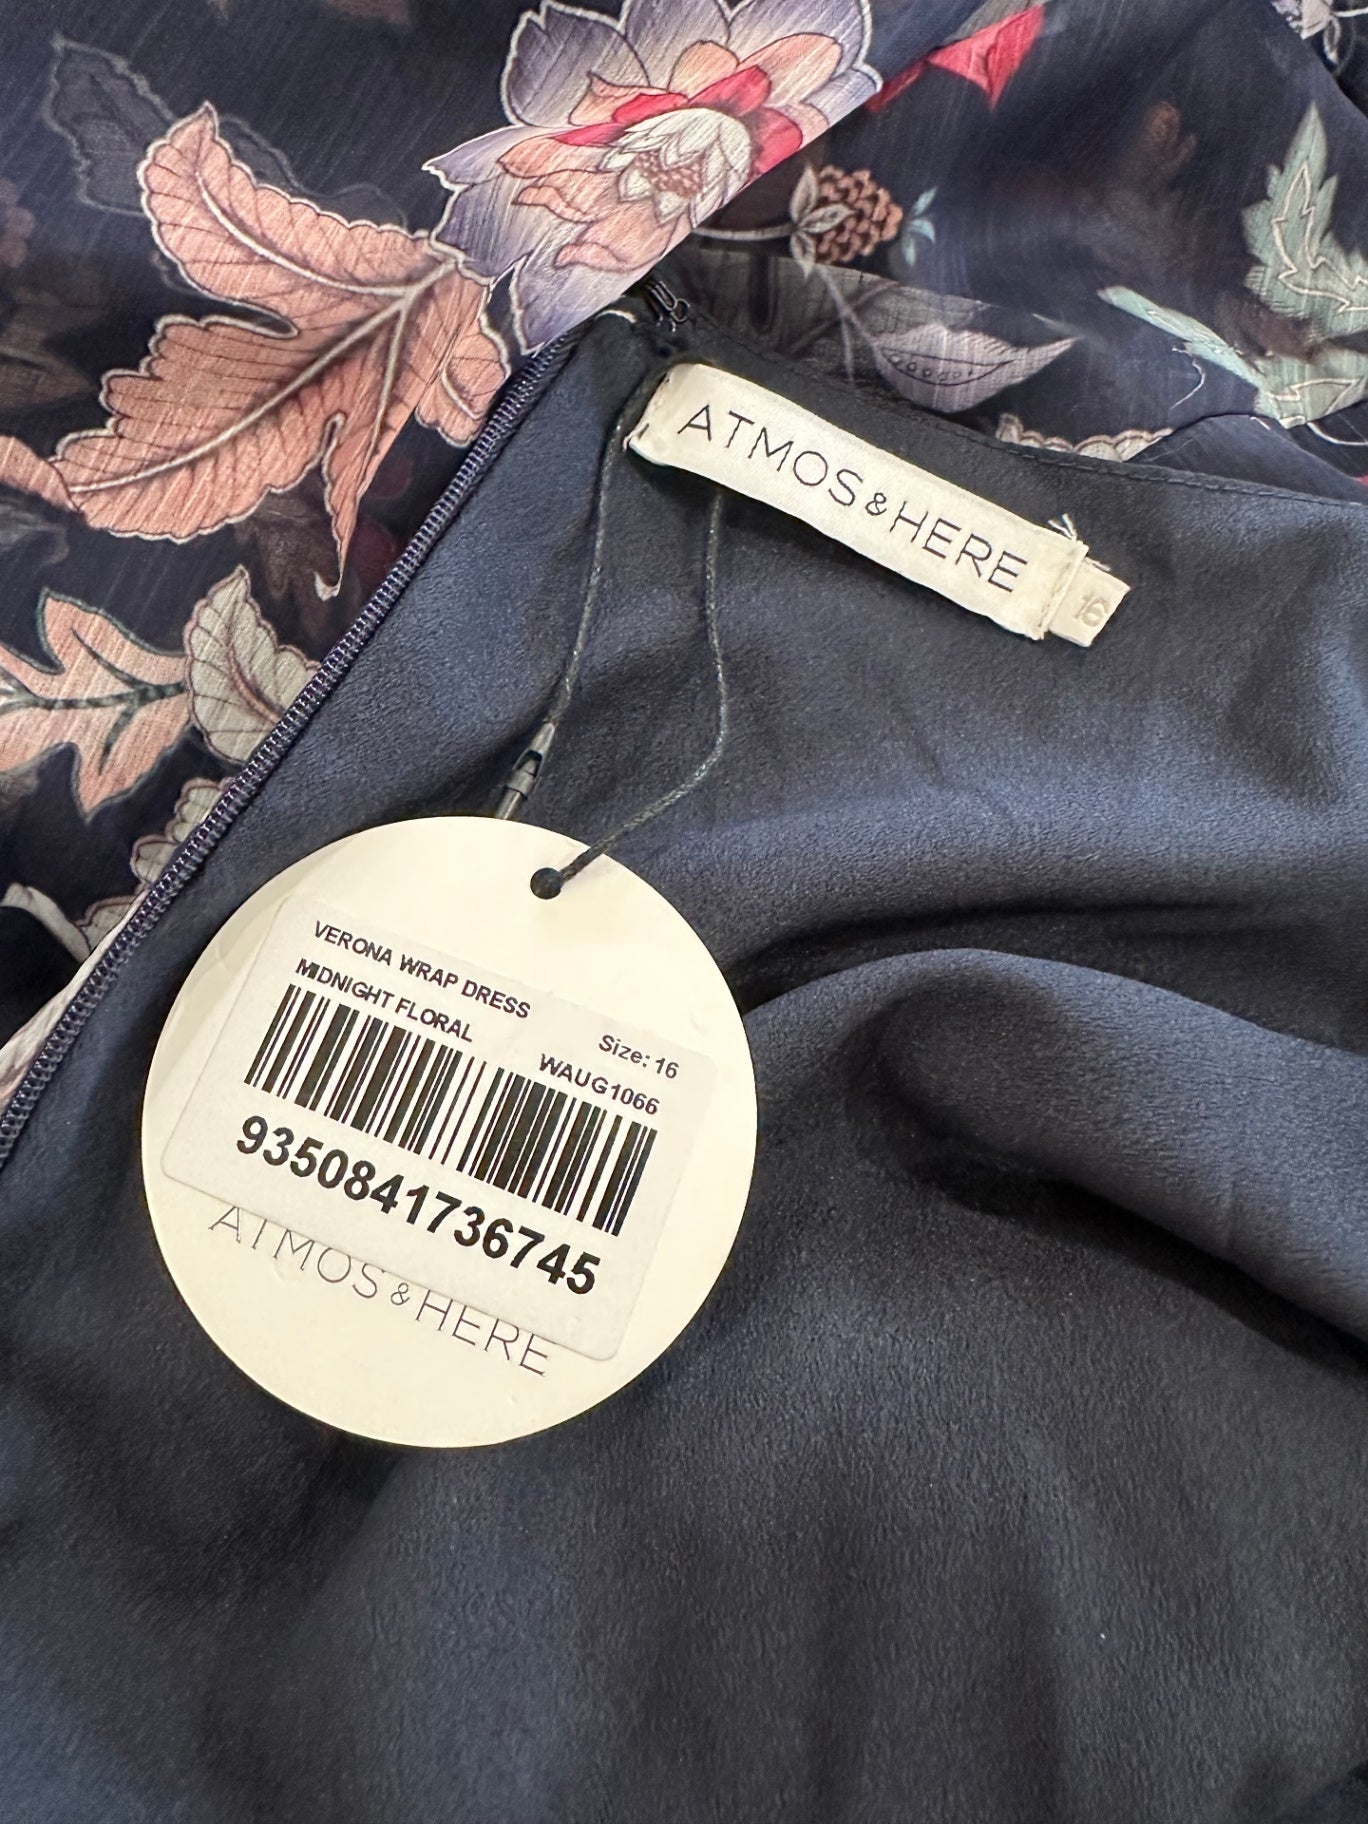 ATMOS&HERE
16
VERONA WRAP DRESS
MIDNIGHT FLORAL
Size: 16
WAUG1066
9350841736745
ATMOS & HERE